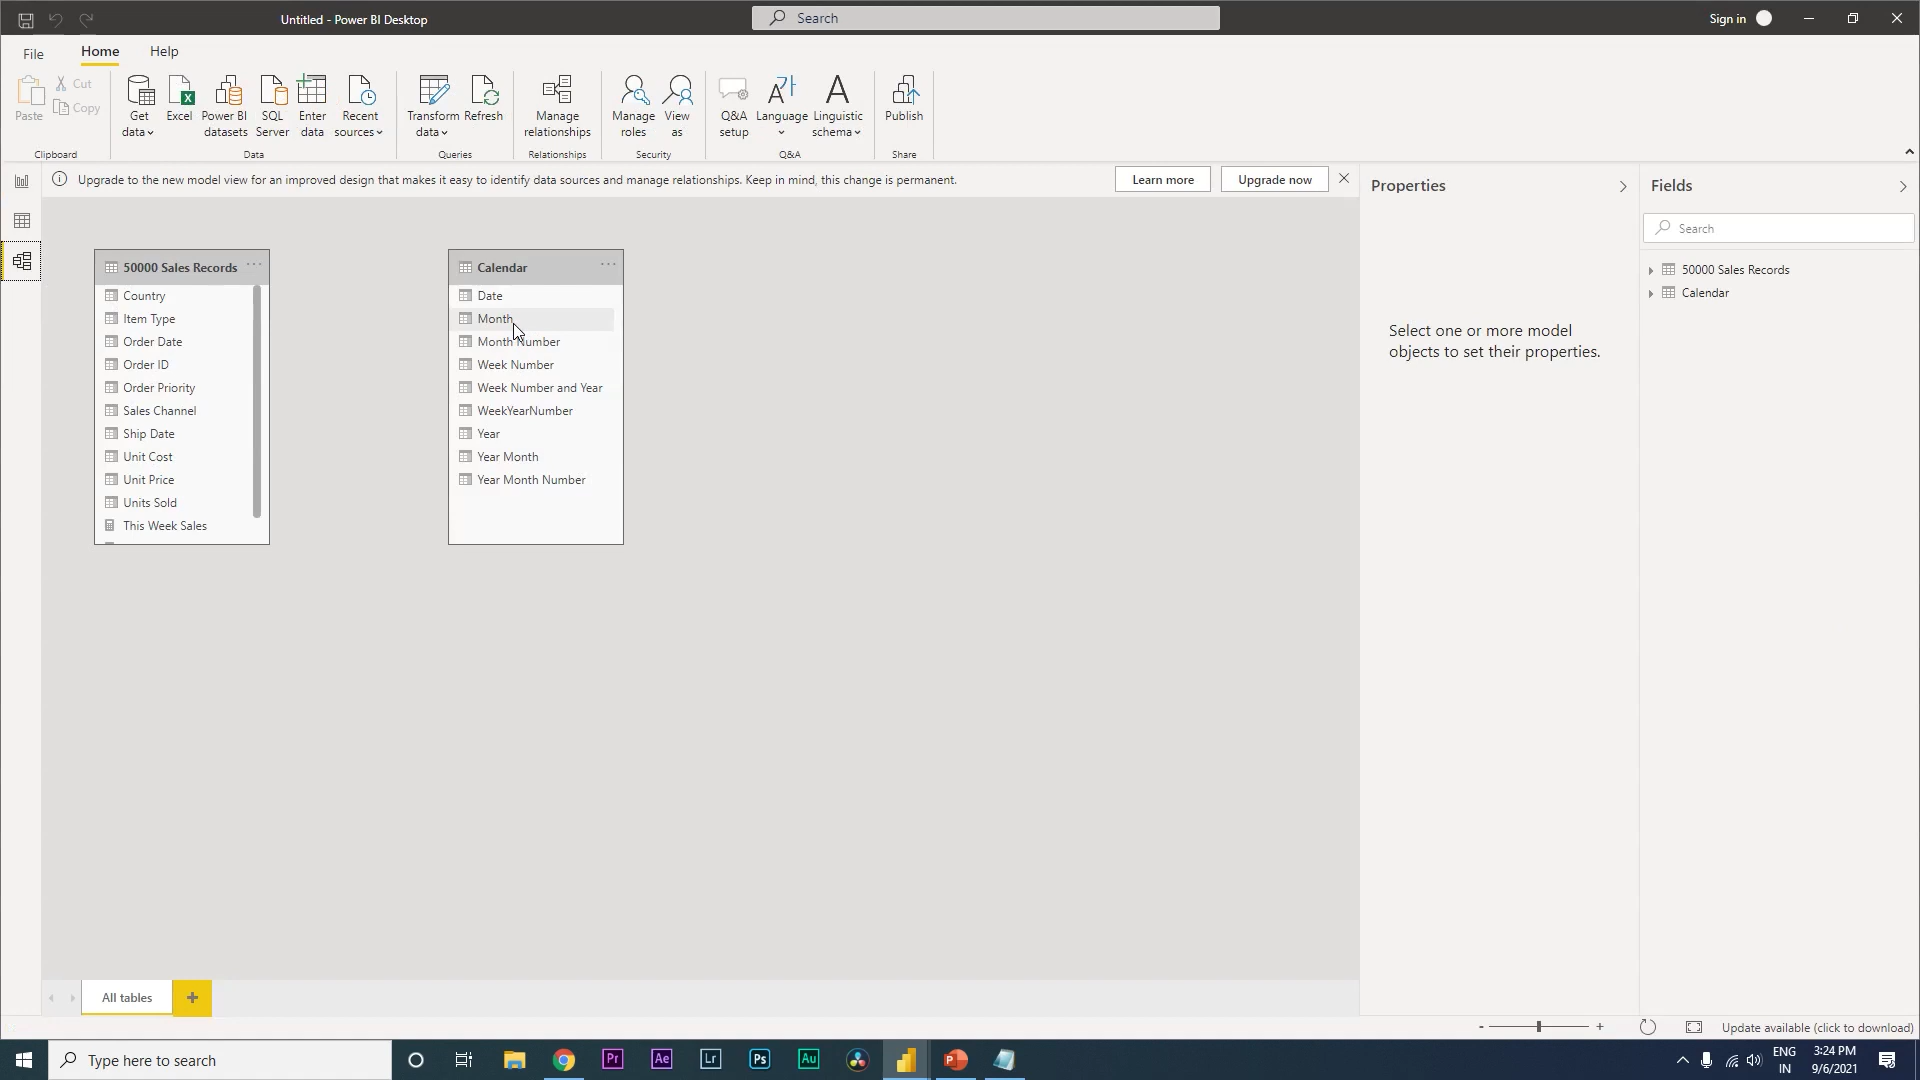 Untitled - Power BI Desktop
Search
Sign in
File
Home
Help
Paste
Cut
Copy
Get data
Excel
Power BI datasets
SQL Server
Enter data
Recent sources
Transform data
Refresh
Manage relationships
Manage roles
View as
Q&A setup
Language
Linguistic schema
Publish
Clipboard
Data
Queries
Relationships
Security
Q&A
Share
Upgrade to the new model view for an improved design that makes it easy to identify data sources and manage relationships. Keep in mind, this change is permanent.
Learn more
Upgrade now
50000 Sales Records
Country
Item Type
Order Date
Order ID
Order Priority
Sales Channel
Ship Date
Unit Cost
Unit Price
Units Sold
This Week Sales
Calendar
Date
Month
Month Number
Week Number
Week Number and Year
WeekYearNumber
Year
Year Month
Year Month Number
Properties
Select one or more model
objects to set their properties.
Fields
Search
50000 Sales Records
Calendar
All tables
Update available (click to download)
Type here to search
Pr
Ae
Lr
Ps
Au
ENG
IN
3:24 PM
9/6/2021